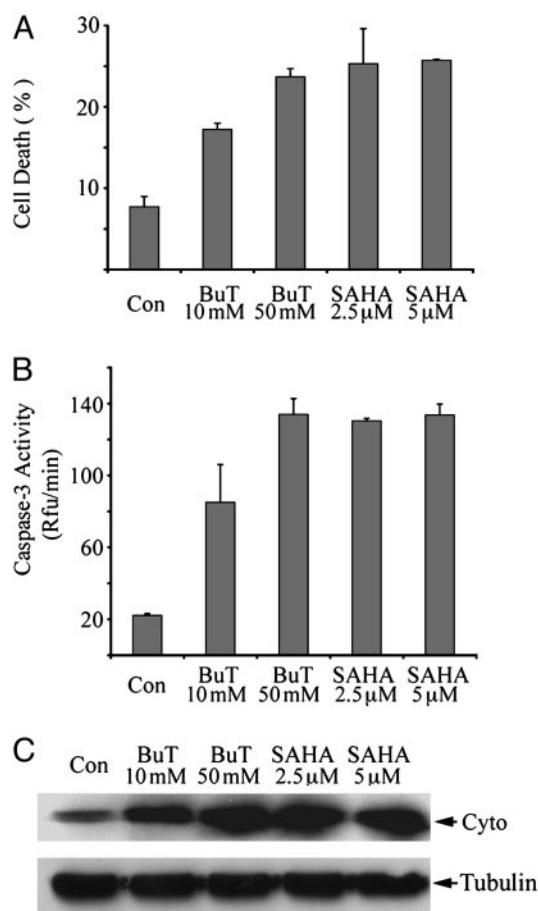 A
Cell Death ( % )
30
20
10
Con
BuT
10 mM
BuT
50 mM
SAHA
2.5 µM
SAHA
5 µM
B
Caspase-3 Activity
(Rfu/min)
140
100
60
20
Con
BuT
10 mM
BuT
50 mM
SAHA
2.5 µM
SAHA
5 µM
C
Con
BuT
10 mM
BuT
50 mM
SAHA
2.5 µM
SAHA
5 µM
Cyto
Tubulin